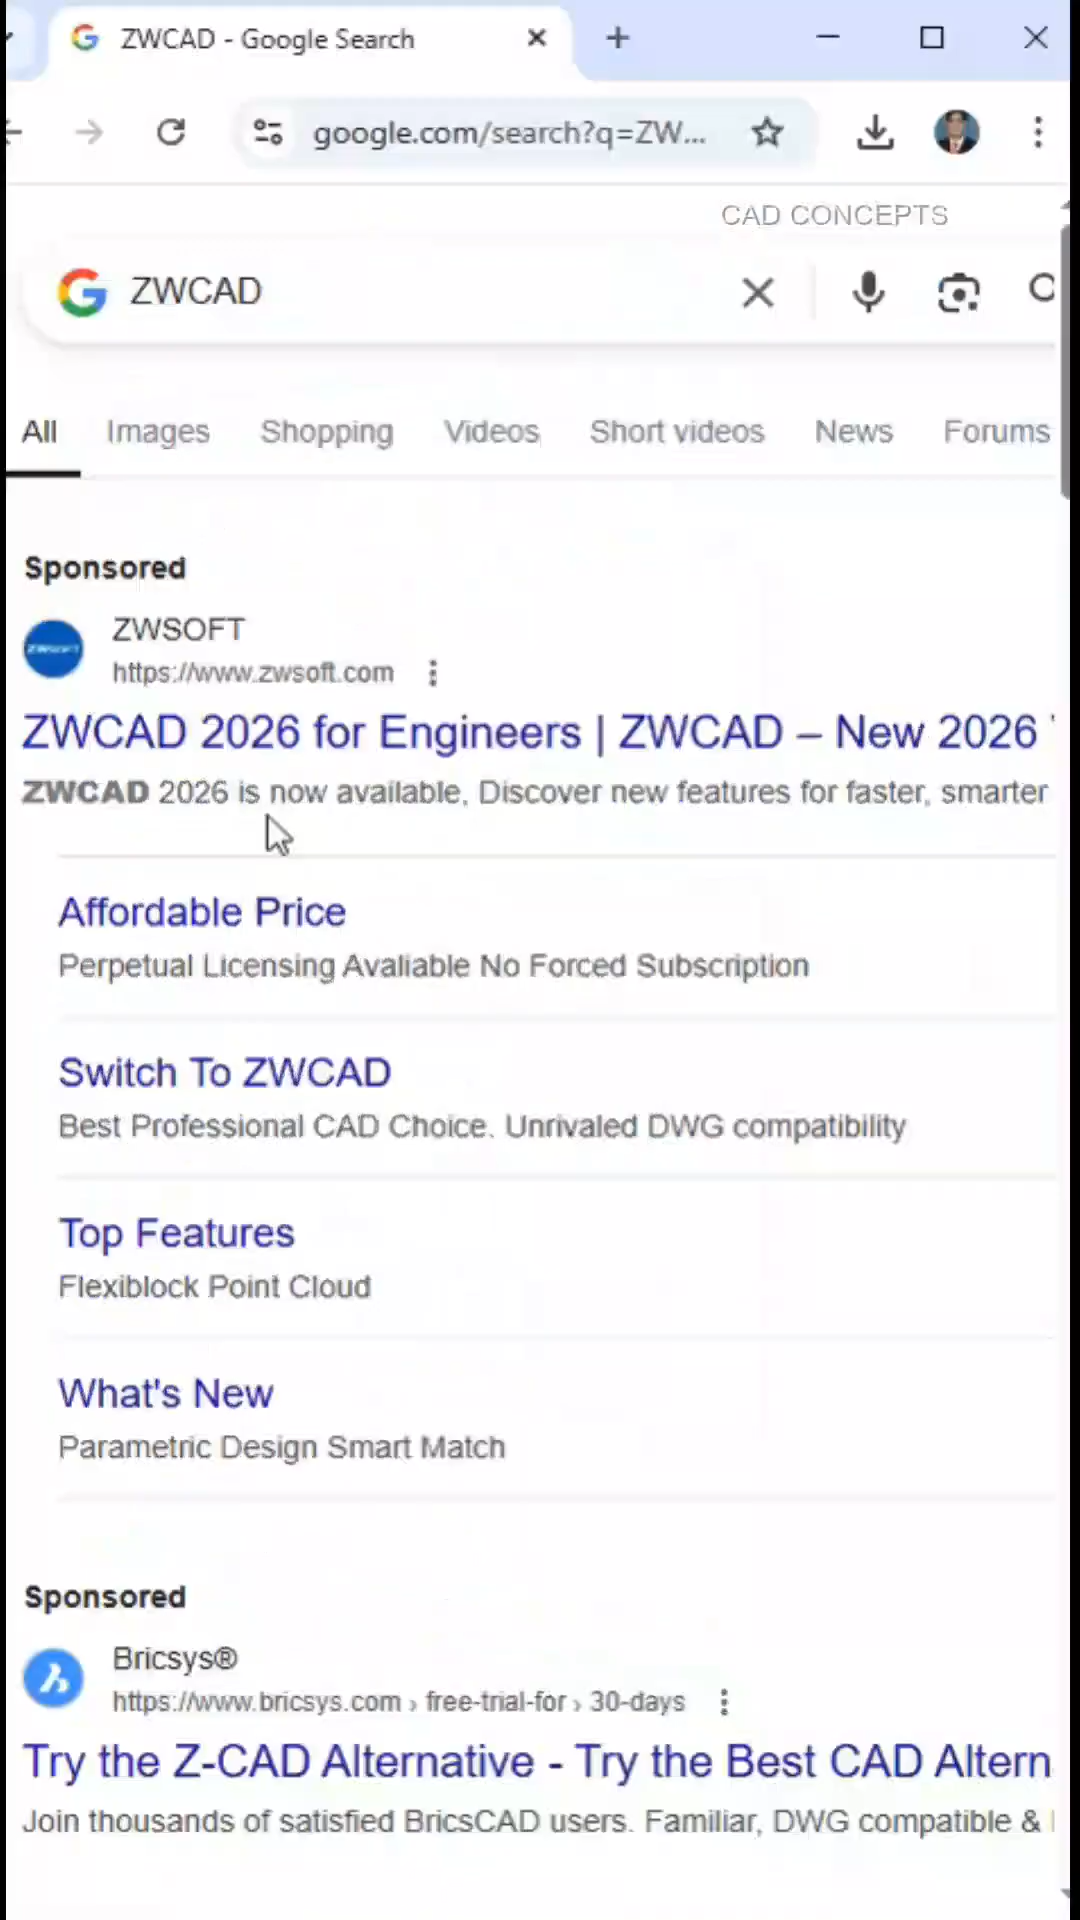 ZWCAD - Google Search
google.com/search?q=ZW...
CAD CONCEPTS
ZWCAD
All Images Shopping Videos Short videos News Forums
Sponsored
ZWSOFT
ZWSOFT
https://www.zwsoft.com
ZWCAD 2026 for Engineers | ZWCAD – New 2026
ZWCAD 2026 is now available, Discover new features for faster, smarter
Affordable Price
Perpetual Licensing Avaliable No Forced Subscription
Switch To ZWCAD
Best Professional CAD Choice. Unrivaled DWG compatibility
Top Features
Flexiblock Point Cloud
What's New
Parametric Design Smart Match
Sponsored
Bricsys®
https://www.bricsys.com › free-trial-for › 30-days
Try the Z-CAD Alternative - Try the Best CAD Altern
Join thousands of satisfied BricsCAD users. Familiar, DWG compatible &